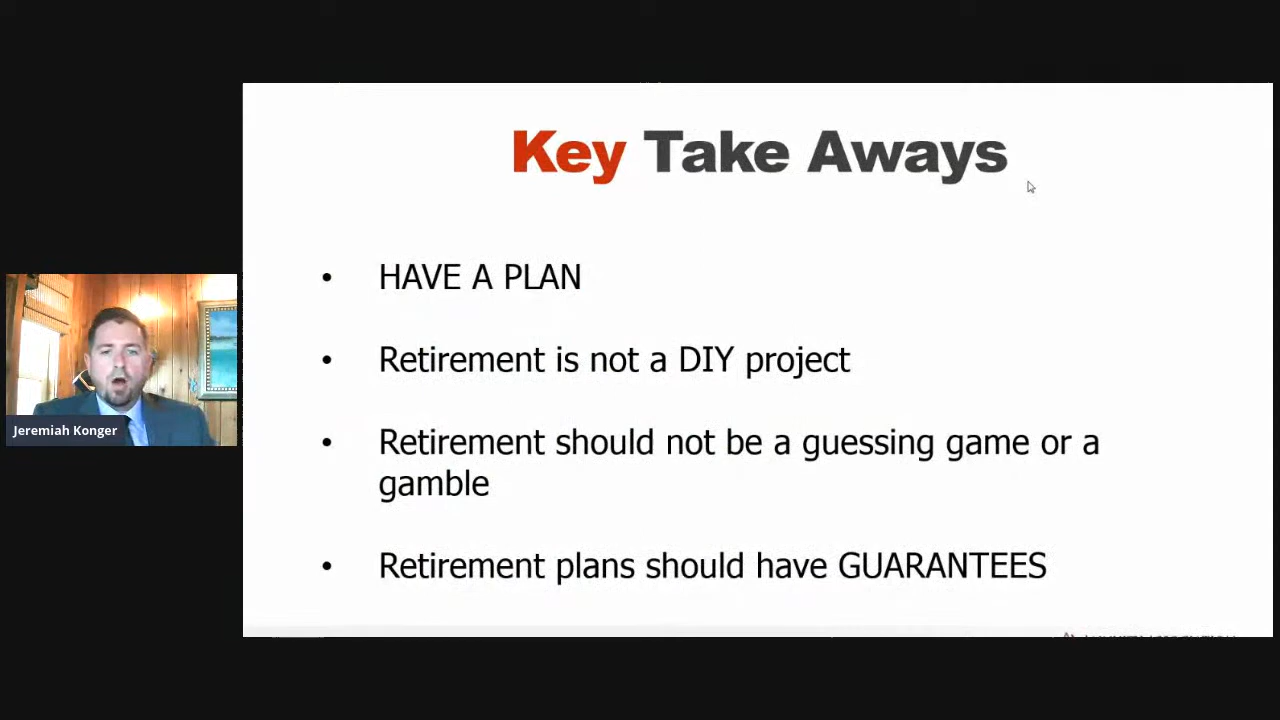 Key Take Aways
• HAVE A PLAN
• Retirement is not a DIY project
• Retirement should not be a guessing game or a
gamble
• Retirement plans should have GUARANTEES
Jeremiah Konger